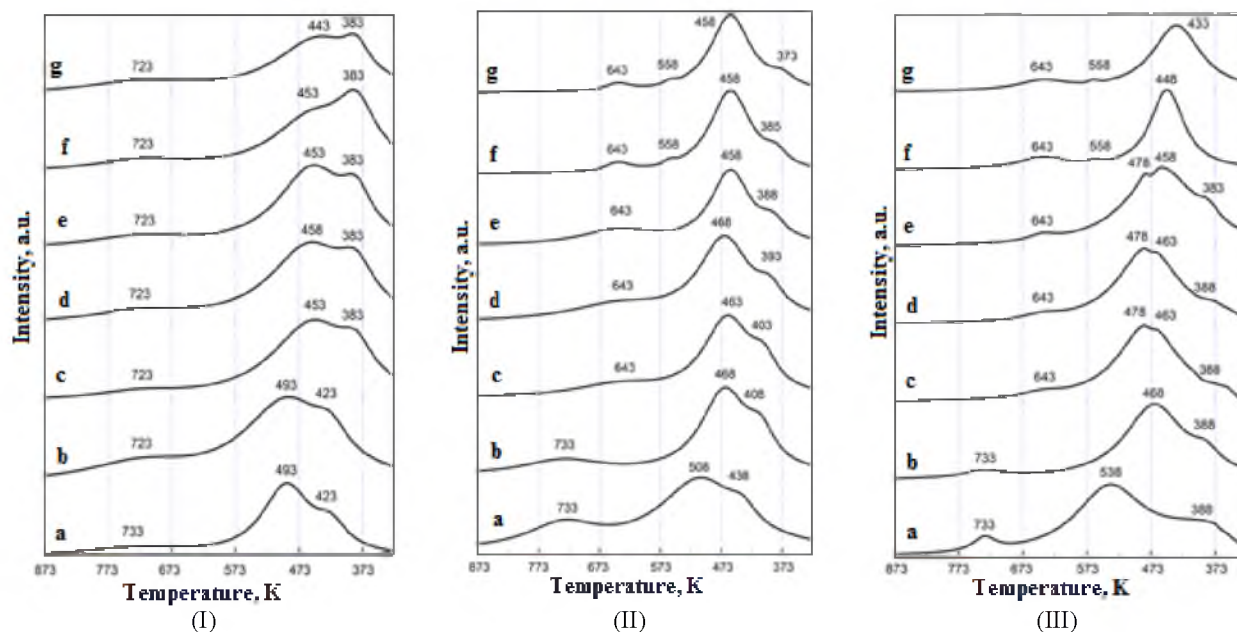 Intensity, a.u.
443 383
723
g
453 383
723
f
453 383
723
e
458 383
723
d
453 383
723
c
493 423
723
b
493 423
733
a
873 773 673 573 473 373
Temperature, K
(I)
Intensity, a.u.
458 373
643 558
g
458 385
643 558
f
458 388
643
e
468 393
643
d
463 403
643
c
468 408
733
b
508 438
733
a
873 773 673 573 473 373
Temperature, K
(II)
Intensity, a.u.
433
643 568
g
448
643 558
f
478 458 383
643
e
478 463 388
643
d
478 463 388
643
c
468 388
733
b
538 388
733
a
873 773 673 573 473 373
Temperature, K
(III)